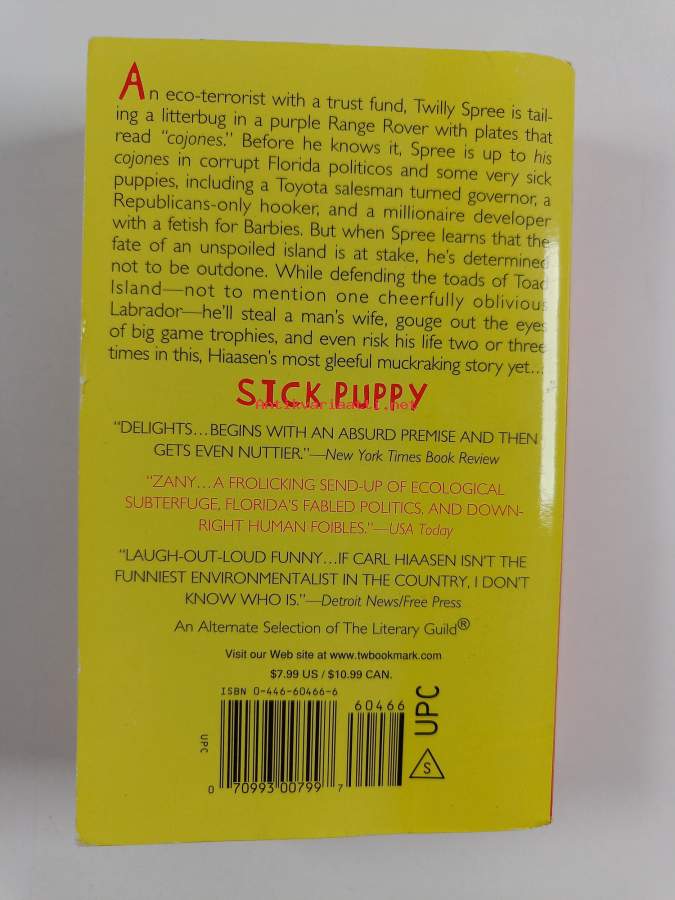 An eco-terrorist with a trust fund, Twilly Spree is tail-
ing a litterbug in a purple Range Rover with plates that
read "cojones." Before he knows it, Spree is up to his
cojones in corrupt Florida politicos and some very sick
puppies, including a Toyota salesman turned governor, a
Republicans-only hooker, and a millionaire developer
with a fetish for Barbies. But when Spree learns that the
fate of an unspoiled island is at stake, he's determined
not to be outdone. While defending the toads of Toad
Island—not to mention one cheerfully oblivious
Labrador—he'll steal a man's wife, gouge out the eyes
of big game trophies, and even risk his life two or three
times in this, Hiaasen's most gleeful muckraking story yet...
SICK PUPPY
Antikvariaatti.net
"DELIGHTS...BEGINS WITH AN ABSURD PREMISE AND THEN
GETS EVEN NUTTIER."—New York Times Book Review
"ZANY...A FROLICKING SEND-UP OF ECOLOGICAL
SUBTERFUGE, FLORIDA'S FABLED POLITICS, AND DOWN-
RIGHT HUMAN FOIBLES."—USA Today
"LAUGH-OUT-LOUD FUNNY...IF CARL HIAASEN ISN'T THE
FUNNIEST ENVIRONMENTALIST IN THE COUNTRY, I DON'T
KNOW WHO IS."—Detroit News/Free Press
An Alternate Selection of The Literary Guild®
Visit our Web site at www.twbookmark.com
$7.99 US / $10.99 CAN.
ISBN 0-446-60466-6
60466
UPC
UPC
S
0 70993 00799 7